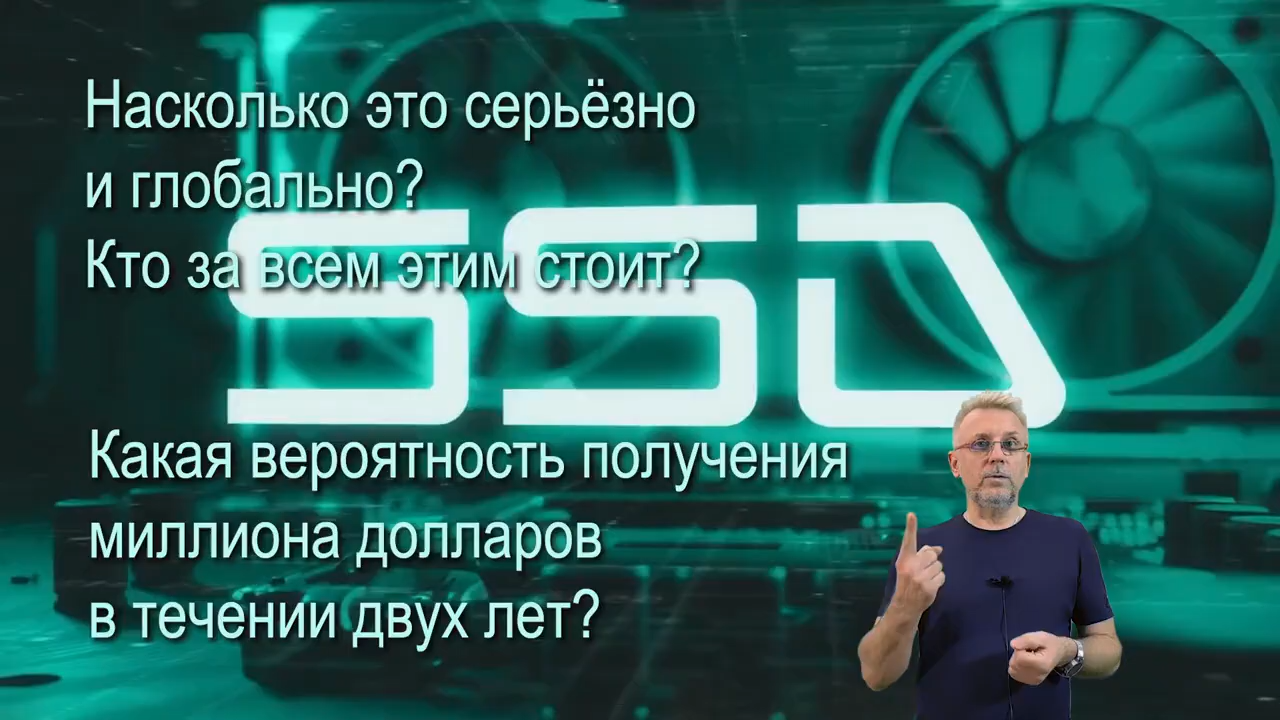 Насколько это серьёзно
и глобально?
SSD
Кто за всем этим стоит?
Какая вероятность получения
миллиона долларов
в течении двух лет?